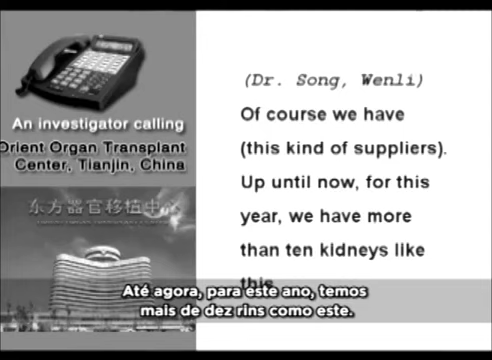 An investigator calling
Orient Organ Transplant
Center, Tianjin, China
东方器官移植中心
(Dr. Song, Wenli)
Of course we have
(this kind of suppliers).
Up until now, for this
year, we have more
than ten kidneys like
this
Até agora, para este ano, temos
mais de dez rins como este.